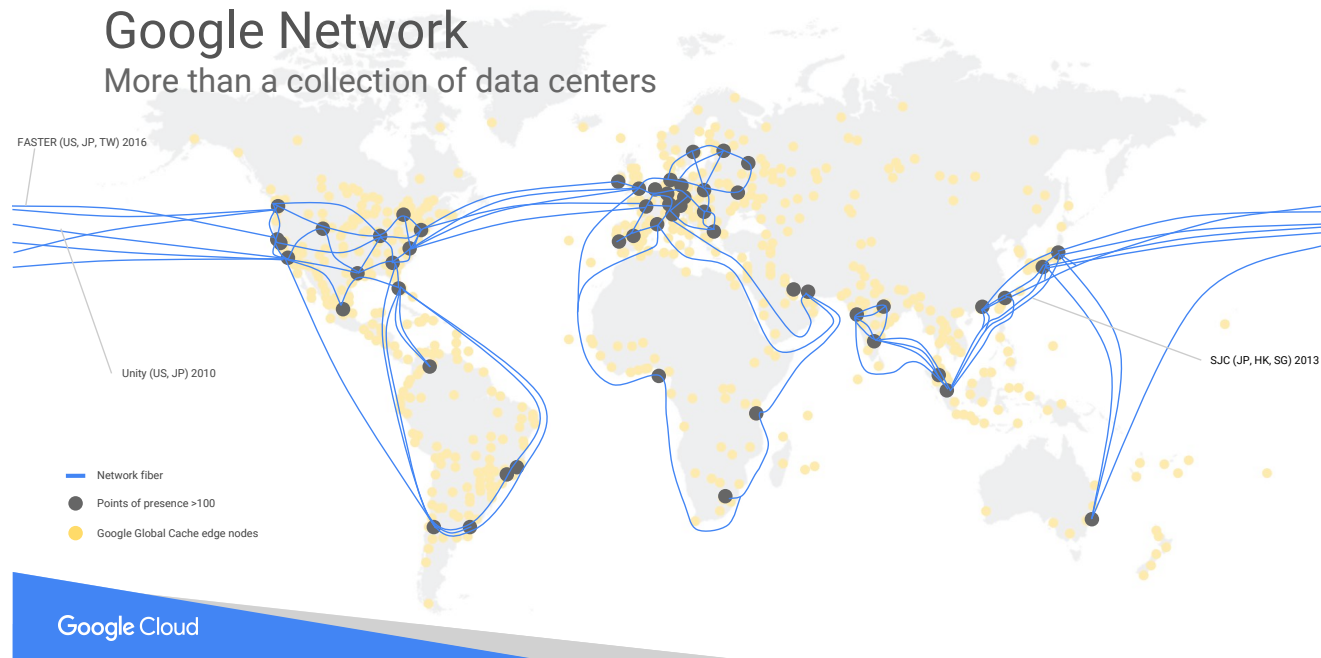 Google Network
More than a collection of data centers
FASTER (US, JP, TW) 2016
Unity (US, JP) 2010
SJC (JP, HK, SG) 2013
Network fiber
Points of presence >100
Google Global Cache edge nodes
Google Cloud